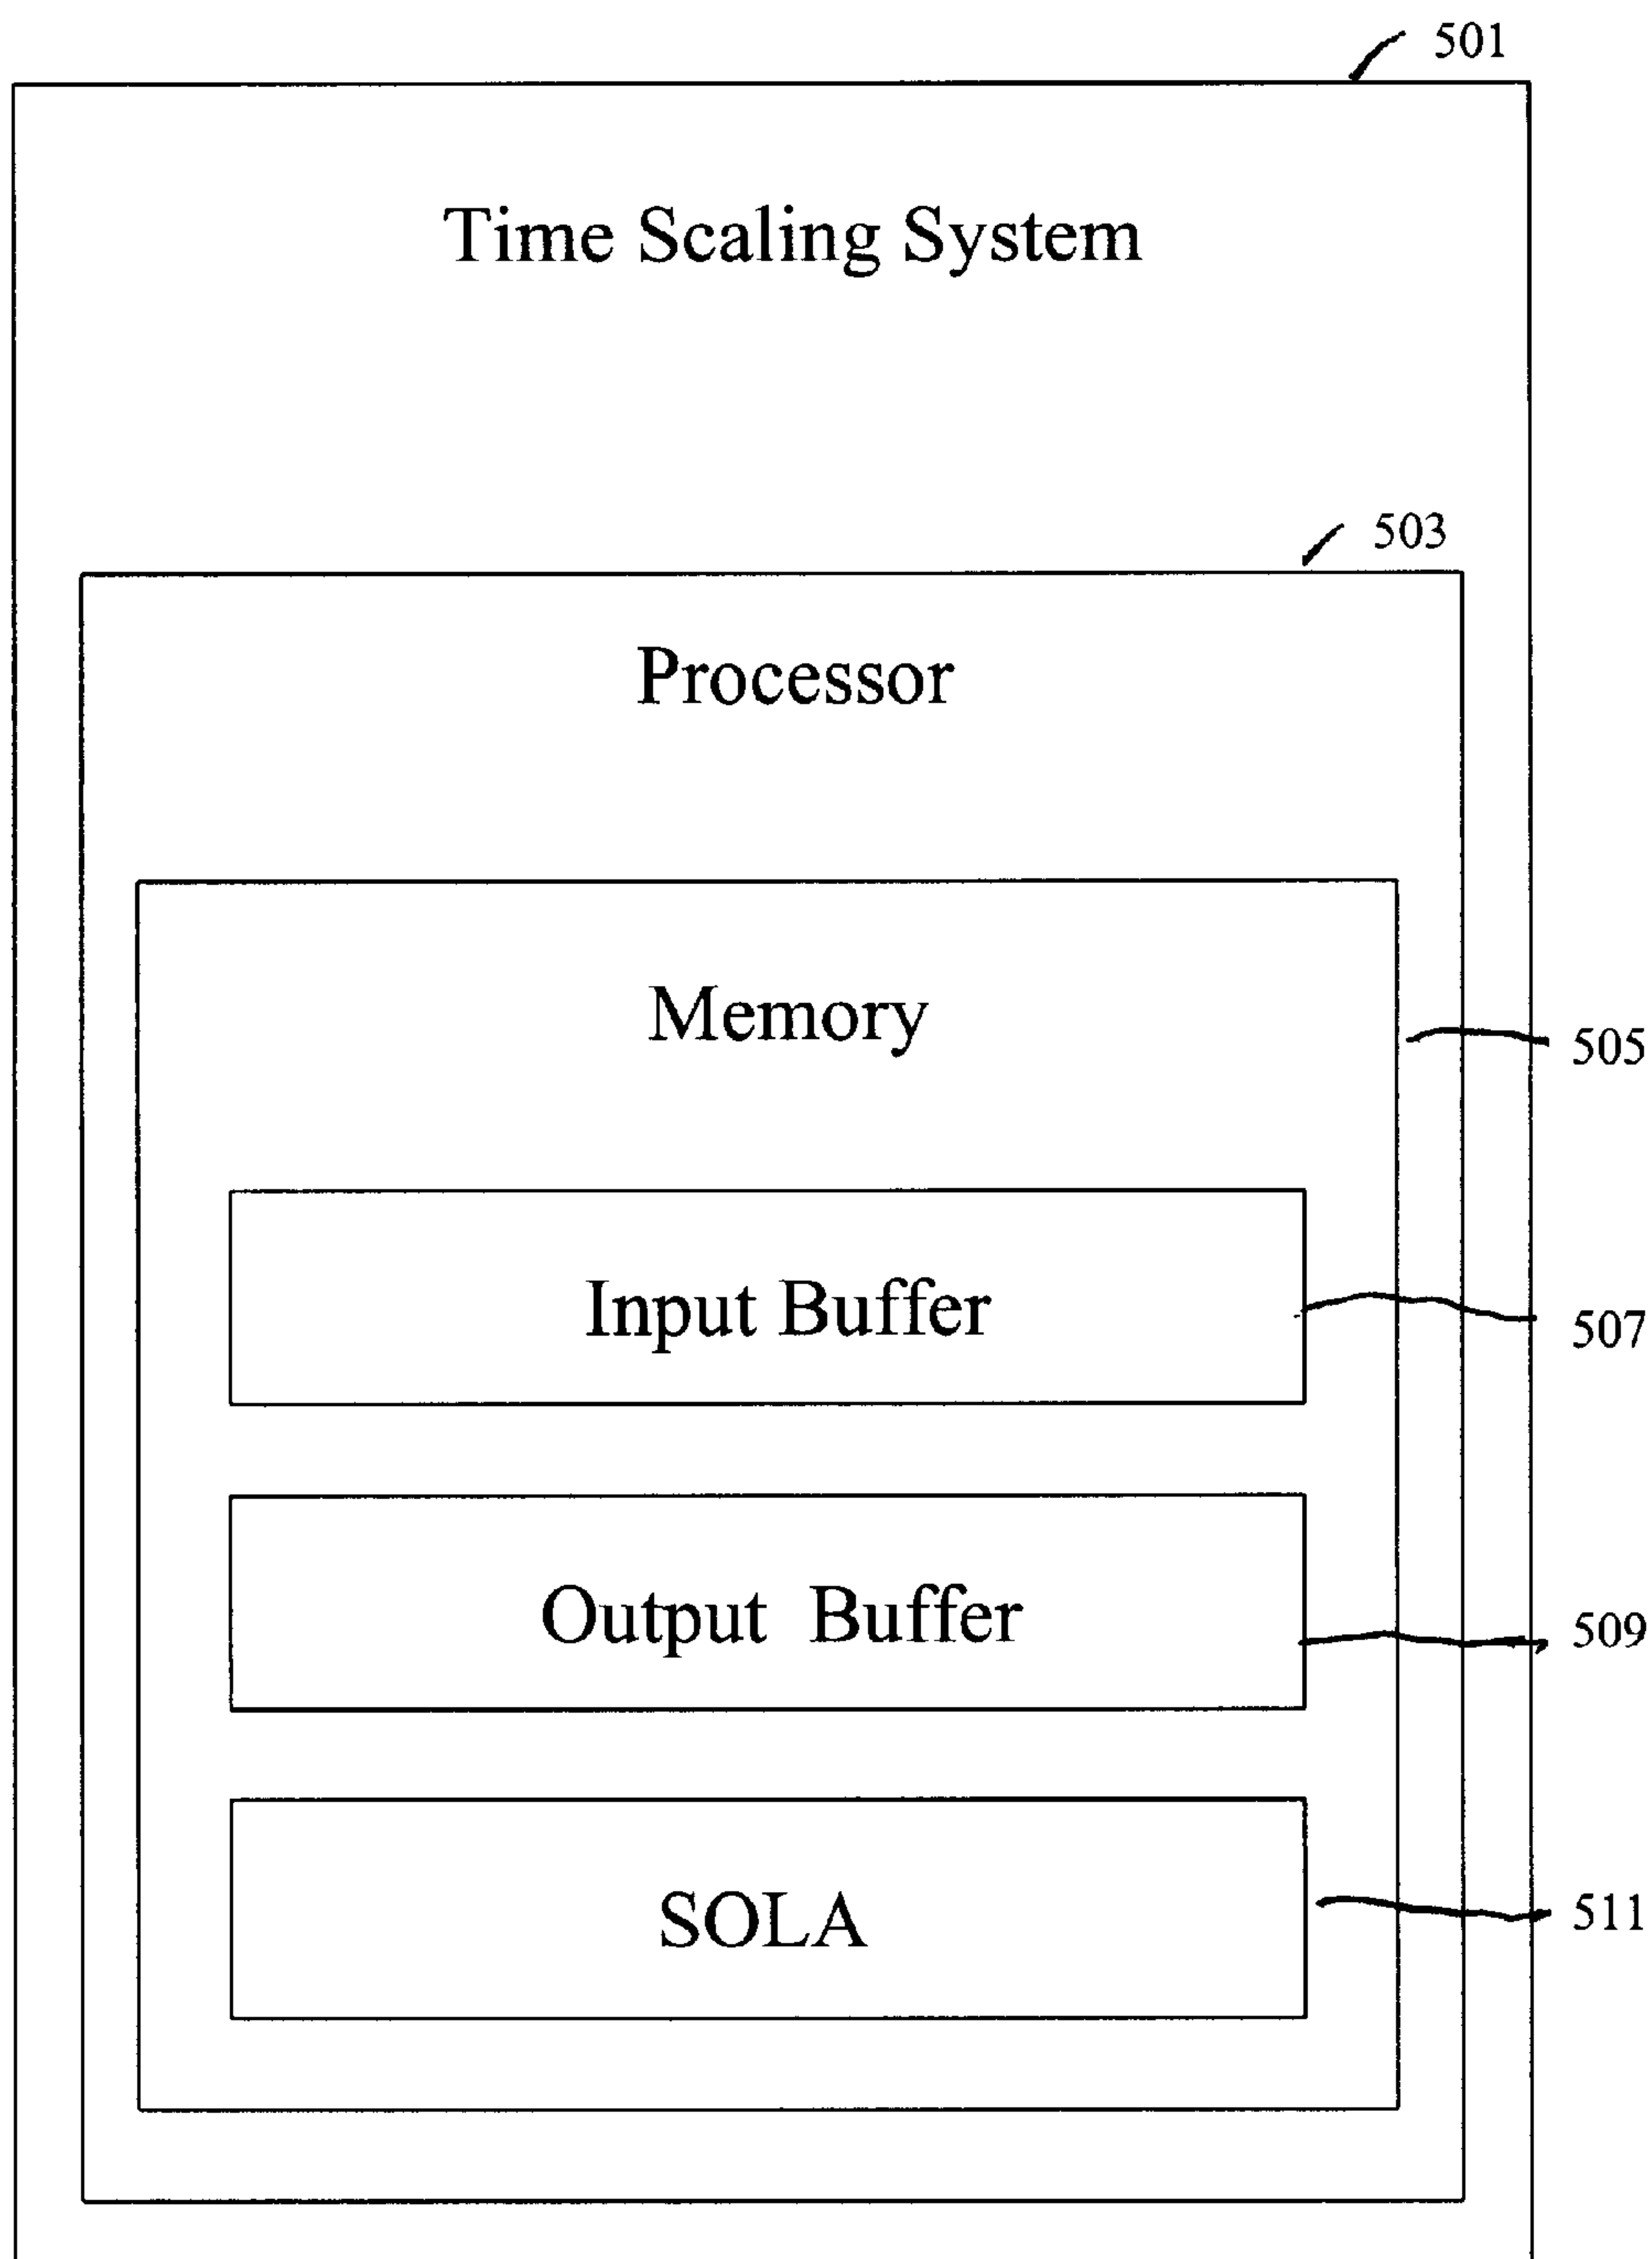 501
Time Scaling System
503
Processor
Memory
505
Input Buffer
507
Output Buffer
509
SOLA
511